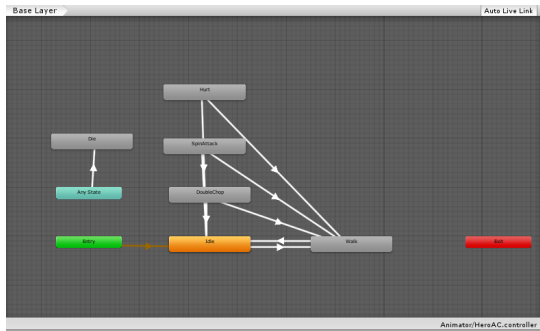 Base Layer
Auto Live Link
Hurt
Die
SpinAttack
Any State
DoubleChop
Entry
Idle
Walk
Exit
Animator/HeroAC.controller